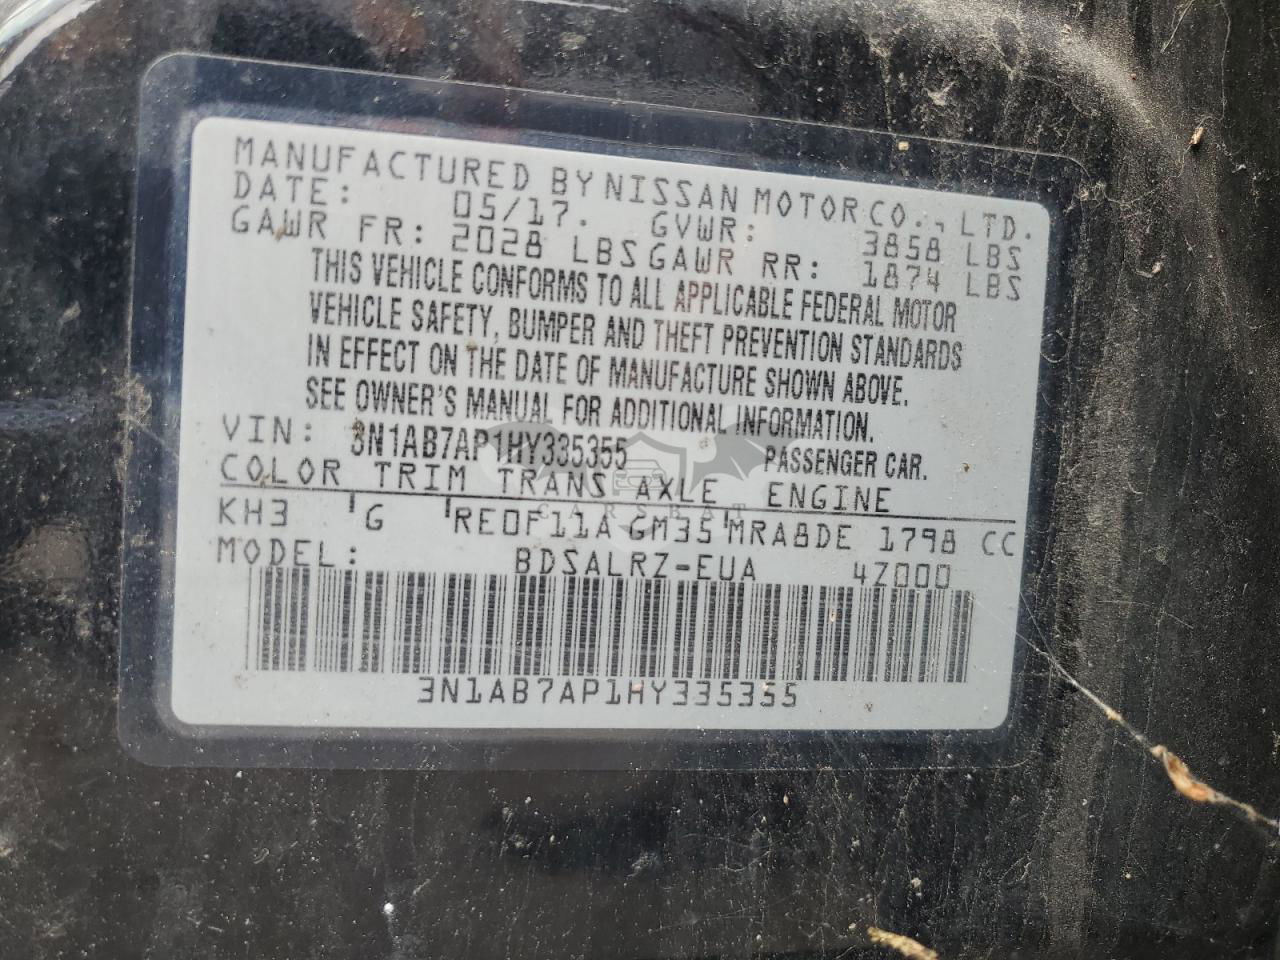 MANUFACTURED BY NISSAN MOTOR CO., LTD.
DATE: 05/17. GVWR: 3858 LBS
GAWR FR: 2028 LBS GAWR RR: 1874 LBS
THIS VEHICLE CONFORMS TO ALL APPLICABLE FEDERAL MOTOR
VEHICLE SAFETY, BUMPER AND THEFT PREVENTION STANDARDS
IN EFFECT ON THE DATE OF MANUFACTURE SHOWN ABOVE.
SEE OWNER'S MANUAL FOR ADDITIONAL INFORMATION.
VIN: 3N1AB7AP1HY335355 PASSENGER CAR.
COLOR TRIM TRANS AXLE ENGINE
KH3 G RE0F11A GM35 MRA8DE 1798 CC
MODEL: BDSALRZ-EUA 4Z000
3N1AB7AP1HY335355
CARSBAT